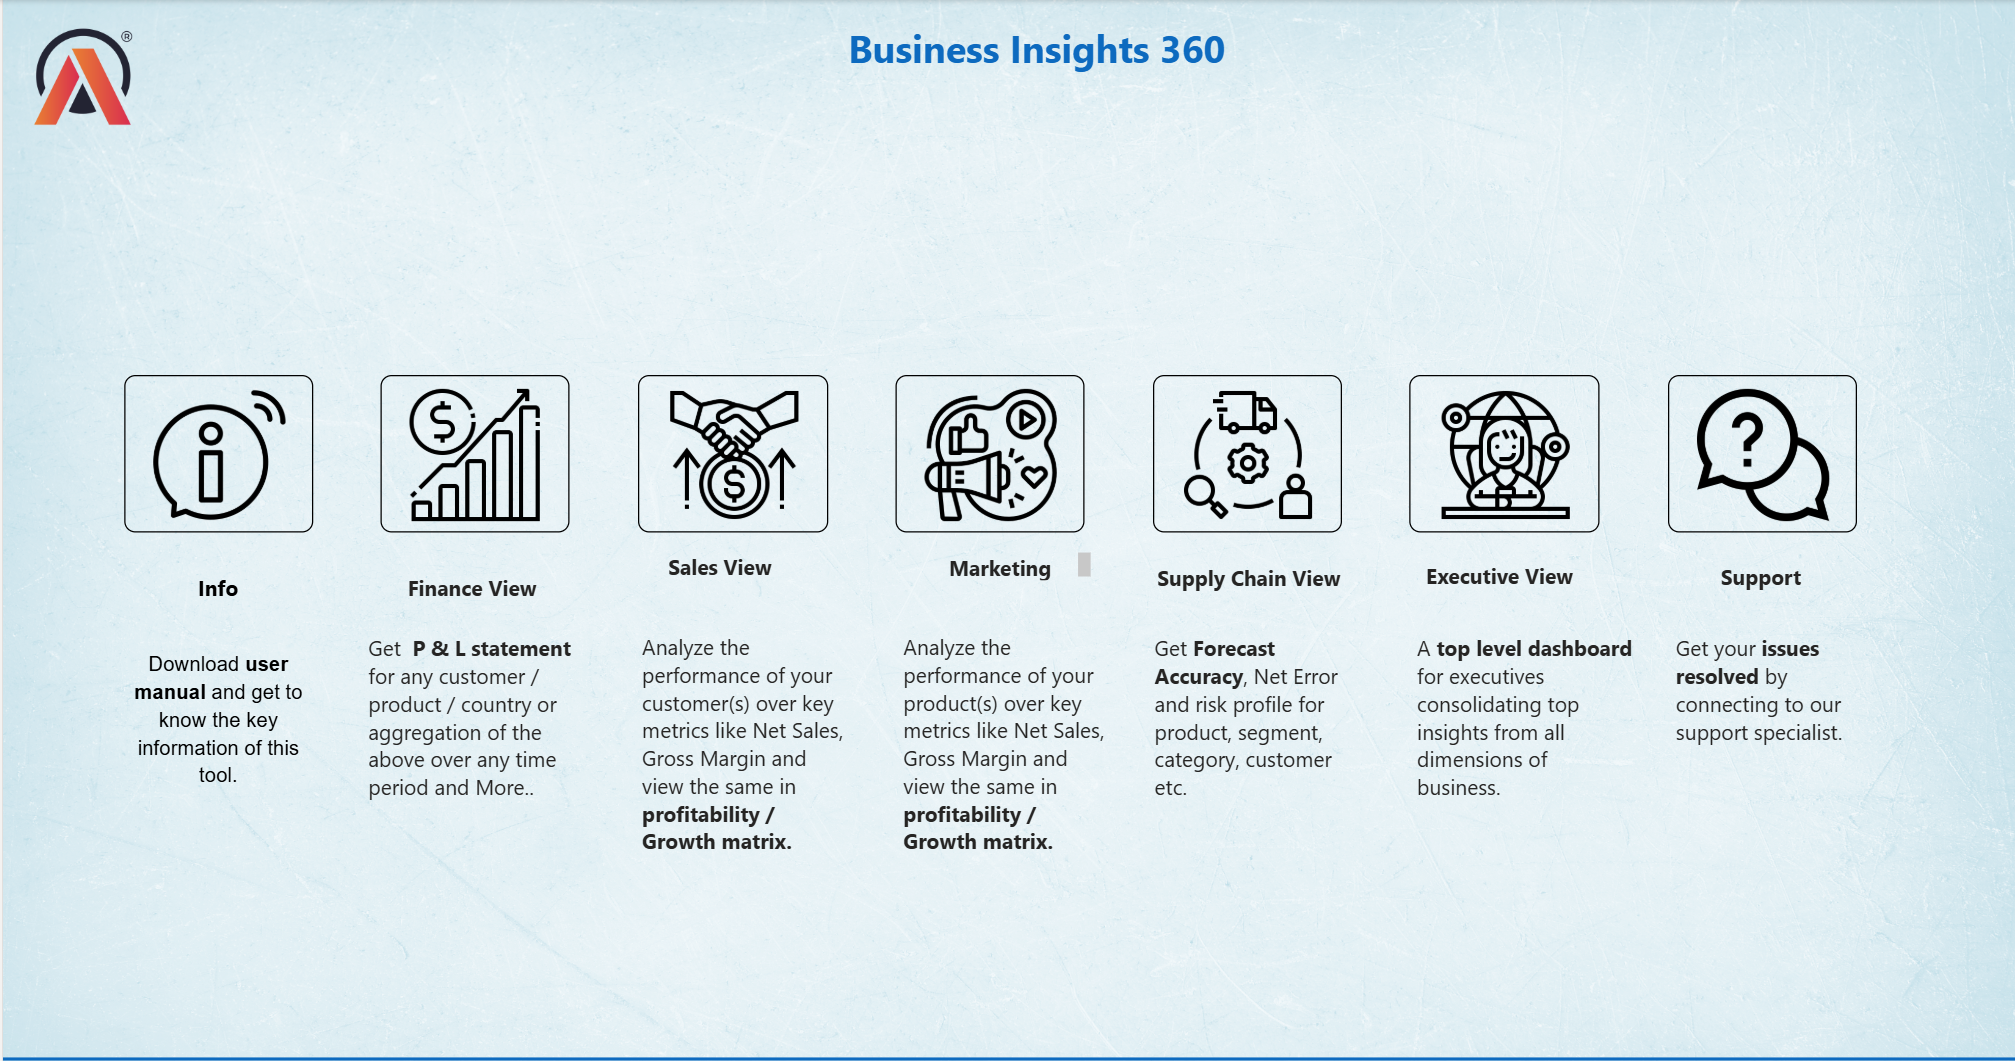 ®
Business Insights 360
Info
Download user
manual and get to
know the key
information of this
tool.
Finance View
Get P & L statement
for any customer /
product / country or
aggregation of the
above over any time
period and More..
Sales View
Analyze the
performance of your
customer(s) over key
metrics like Net Sales,
Gross Margin and
view the same in
profitability /
Growth matrix.
Marketing
Analyze the
performance of your
product(s) over key
metrics like Net Sales,
Gross Margin and
view the same in
profitability /
Growth matrix.
Supply Chain View
Get Forecast
Accuracy, Net Error
and risk profile for
product, segment,
category, customer
etc.
Executive View
A top level dashboard
for executives
consolidating top
insights from all
dimensions of
business.
Support
Get your issues
resolved by
connecting to our
support specialist.